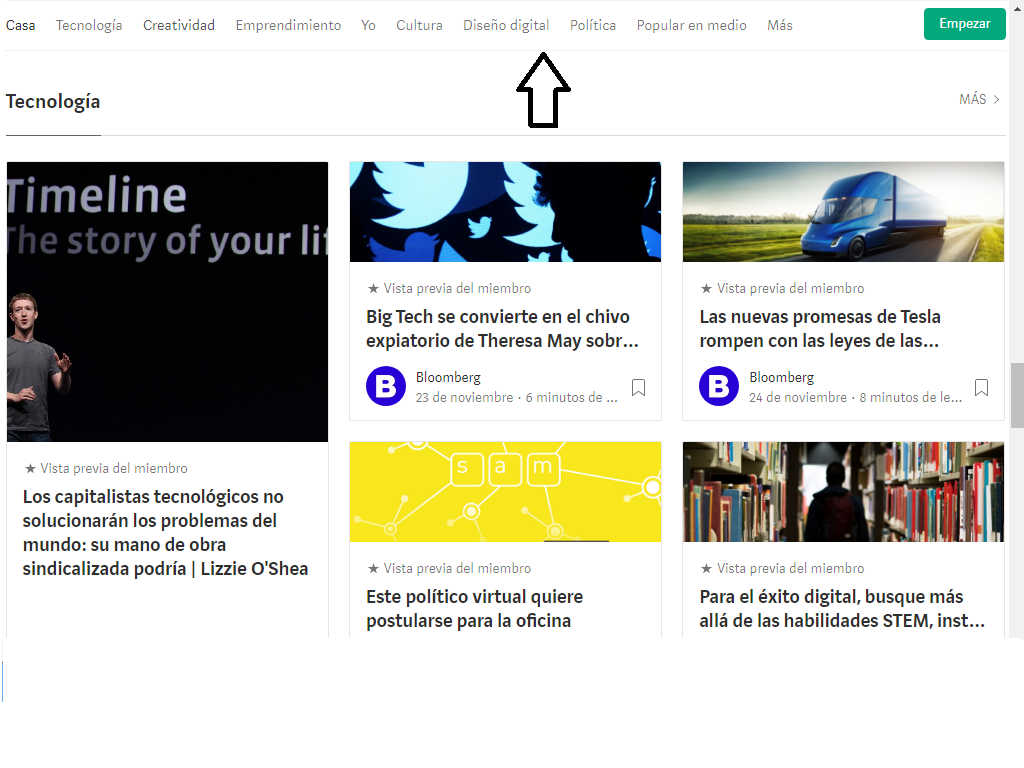 Casa Tecnología Creatividad Emprendimiento Yo Cultura Diseño digital Política Popular en medio Más Empezar
Tecnología
MÁS
Timeline
The story of your lif
★ Vista previa del miembro
Los capitalistas tecnológicos no
solucionarán los problemas del
mundo: su mano de obra
sindicalizada podría | Lizzie O'Shea
★ Vista previa del miembro
Big Tech se convierte en el chivo
expiatorio de Theresa May sobr...
B
Bloomberg
23 de noviembre · 6 minutos de ...
★ Vista previa del miembro
Las nuevas promesas de Tesla
rompen con las leyes de las...
B
Bloomberg
24 de noviembre · 8 minutos de le...
sam
★ Vista previa del miembro
Este político virtual quiere
postularse para la oficina
★ Vista previa del miembro
Para el éxito digital, busque más
allá de las habilidades STEM, inst...